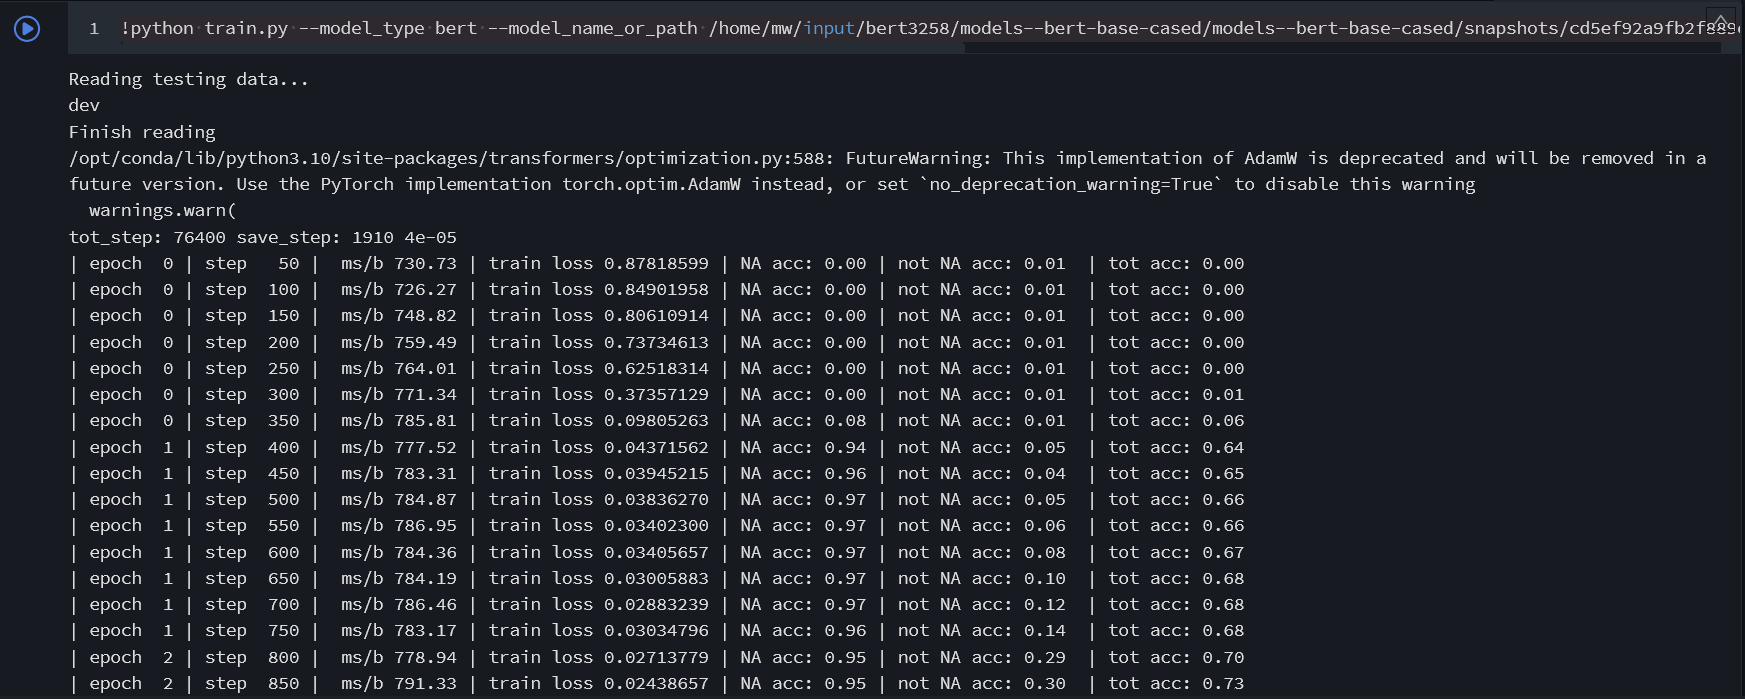 1 !python train.py --model_type bert --model_name_or_path /home/mw/input/bert3258/models--bert-base-cased/models--bert-base-cased/snapshots/cd5ef92a9fb2f889
Reading testing data...
dev
Finish reading
/opt/conda/lib/python3.10/site-packages/transformers/optimization.py:588: FutureWarning: This implementation of AdamW is deprecated and will be removed in a
future version. Use the PyTorch implementation torch.optim.AdamW instead, or set `no_deprecation_warning=True` to disable this warning
  warnings.warn(
tot_step: 76400 save_step: 1910 4e-05
| epoch  0 | step   50 |  ms/b 730.73 | train loss 0.87818599 | NA acc: 0.00 | not NA acc: 0.01  | tot acc: 0.00
| epoch  0 | step  100 |  ms/b 726.27 | train loss 0.84901958 | NA acc: 0.00 | not NA acc: 0.01  | tot acc: 0.00
| epoch  0 | step  150 |  ms/b 748.82 | train loss 0.80610914 | NA acc: 0.00 | not NA acc: 0.01  | tot acc: 0.00
| epoch  0 | step  200 |  ms/b 759.49 | train loss 0.73734613 | NA acc: 0.00 | not NA acc: 0.01  | tot acc: 0.00
| epoch  0 | step  250 |  ms/b 764.01 | train loss 0.62518314 | NA acc: 0.00 | not NA acc: 0.01  | tot acc: 0.00
| epoch  0 | step  300 |  ms/b 771.34 | train loss 0.37357129 | NA acc: 0.00 | not NA acc: 0.01  | tot acc: 0.01
| epoch  0 | step  350 |  ms/b 785.81 | train loss 0.09805263 | NA acc: 0.08 | not NA acc: 0.01  | tot acc: 0.06
| epoch  1 | step  400 |  ms/b 777.52 | train loss 0.04371562 | NA acc: 0.94 | not NA acc: 0.05  | tot acc: 0.64
| epoch  1 | step  450 |  ms/b 783.31 | train loss 0.03945215 | NA acc: 0.96 | not NA acc: 0.04  | tot acc: 0.65
| epoch  1 | step  500 |  ms/b 784.87 | train loss 0.03836270 | NA acc: 0.97 | not NA acc: 0.05  | tot acc: 0.66
| epoch  1 | step  550 |  ms/b 786.95 | train loss 0.03402300 | NA acc: 0.97 | not NA acc: 0.06  | tot acc: 0.66
| epoch  1 | step  600 |  ms/b 784.36 | train loss 0.03405657 | NA acc: 0.97 | not NA acc: 0.08  | tot acc: 0.67
| epoch  1 | step  650 |  ms/b 784.19 | train loss 0.03005883 | NA acc: 0.97 | not NA acc: 0.10  | tot acc: 0.68
| epoch  1 | step  700 |  ms/b 786.46 | train loss 0.02883239 | NA acc: 0.97 | not NA acc: 0.12  | tot acc: 0.68
| epoch  1 | step  750 |  ms/b 783.17 | train loss 0.03034796 | NA acc: 0.96 | not NA acc: 0.14  | tot acc: 0.68
| epoch  2 | step  800 |  ms/b 778.94 | train loss 0.02713779 | NA acc: 0.95 | not NA acc: 0.29  | tot acc: 0.70
| epoch  2 | step  850 |  ms/b 791.33 | train loss 0.02438657 | NA acc: 0.95 | not NA acc: 0.30  | tot acc: 0.73